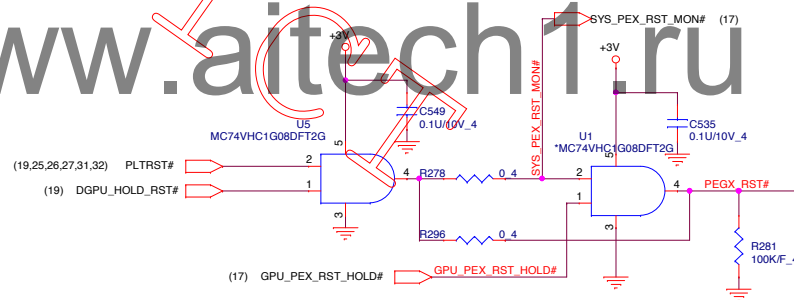 www.aitech1.ru
SYS_PEX_RST_MON# (17)
+3V
+3V
SYS_PEX_RST_MON#
C549
0.1U/10V_4
U5
MC74VHC1G08DFT2G
C535
0.1U/10V_4
U1
*MC74VHC1G08DFT2G
5
5
(19,25,26,27,31,32) PLTRST#
2
4
R278
0_4
2
4
PEGX_RST#
(19) DGPU_HOLD_RST#
1
1
3
3
R296
0_4
R281
100K/F_4
(17) GPU_PEX_RST_HOLD#
GPU_PEX_RST_HOLD#